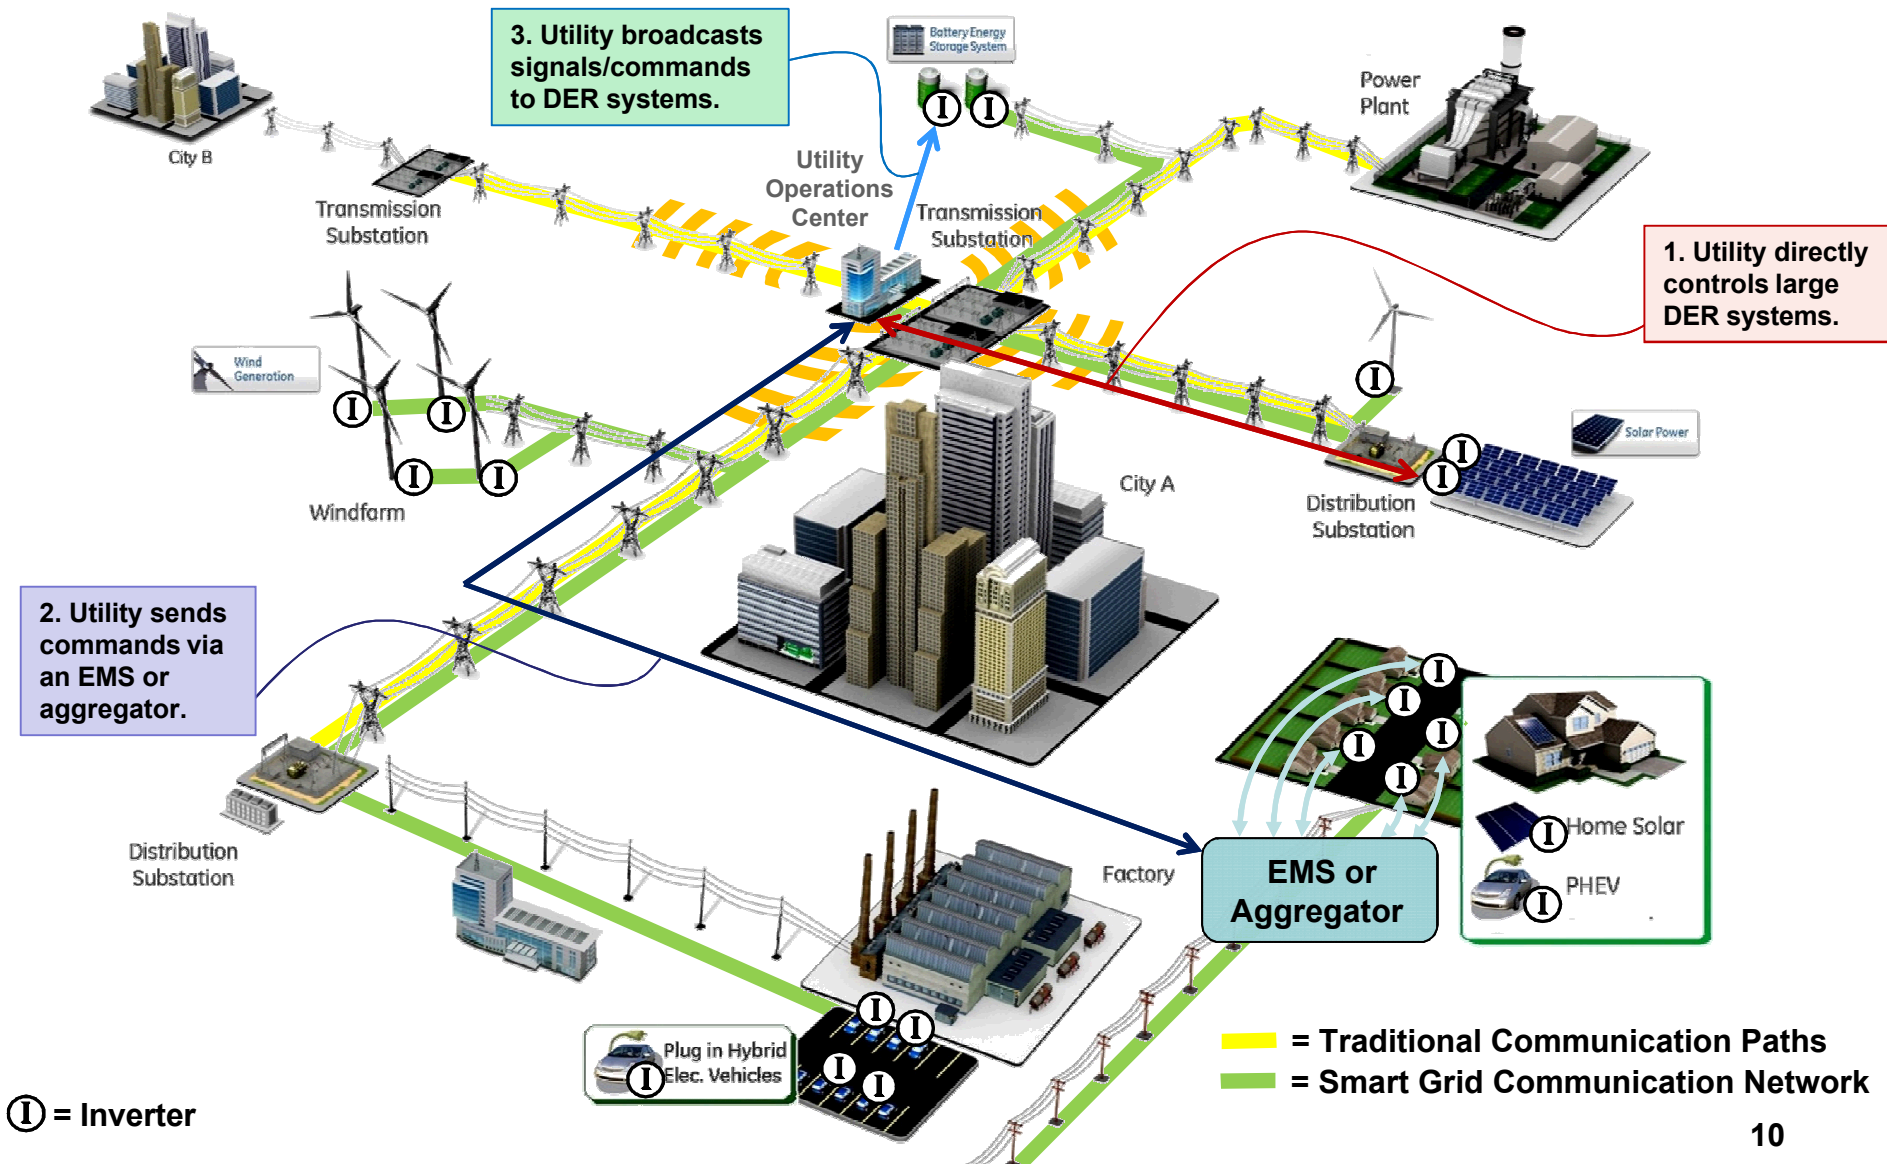 3. Utility broadcasts
signals/commands
to DER systems.
Battery Energy
Storage System
Power
Plant
City B
Utility
Operations
Center
Transmission
Substation
Transmission
Substation
1. Utility directly
controls large
DER systems.
Wind
Generation
I
I
I
I
I
I
I
I
I
Solar Power
Windfarm
City A
Distribution
Substation
2. Utility sends
commands via
an EMS or
aggregator.
I
I
I
I
I
Home Solar
I
PHEV
I
EMS or
Aggregator
Distribution
Substation
Factory
I
I
I
I
Plug in Hybrid
Elec. Vehicles
I
= Traditional Communication Paths
= Smart Grid Communication Network
I = Inverter
10